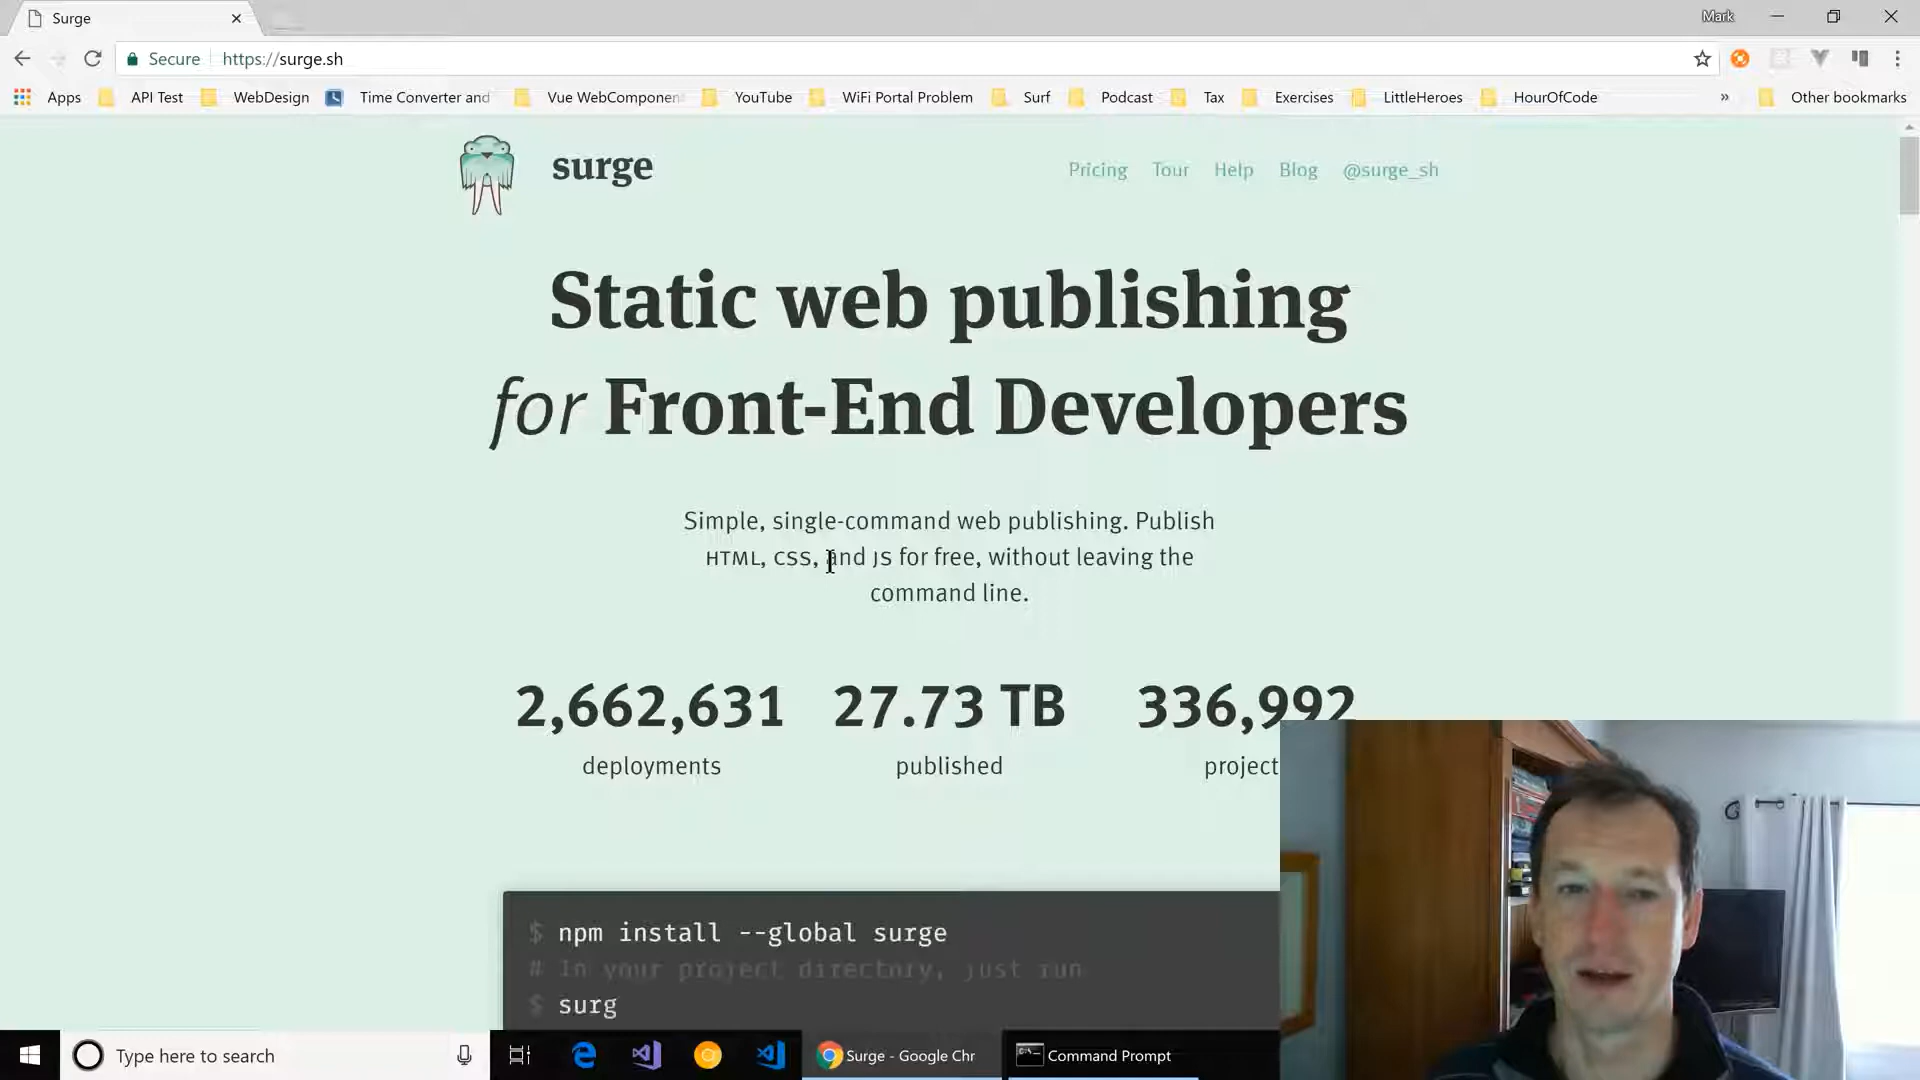 Surge
Mark
Secure
https://surge.sh
Apps API Test WebDesign Time Converter and Vue WebComponen YouTube WiFi Portal Problem Surf Podcast Tax Exercises LittleHeroes HourOfCode » Other bookmarks
surge
Pricing Tour Help Blog @surge_sh
Static web publishing
for Front-End Developers
Simple, single-command web publishing. Publish
HTML, CSS, and JS for free, without leaving the
command line.
2,662,631 27.73 TB 336,992
deployments published project
$ npm install --global surge
# In your project directory, just run
$ surg
Type here to search
Surge - Google Chr
Command Prompt